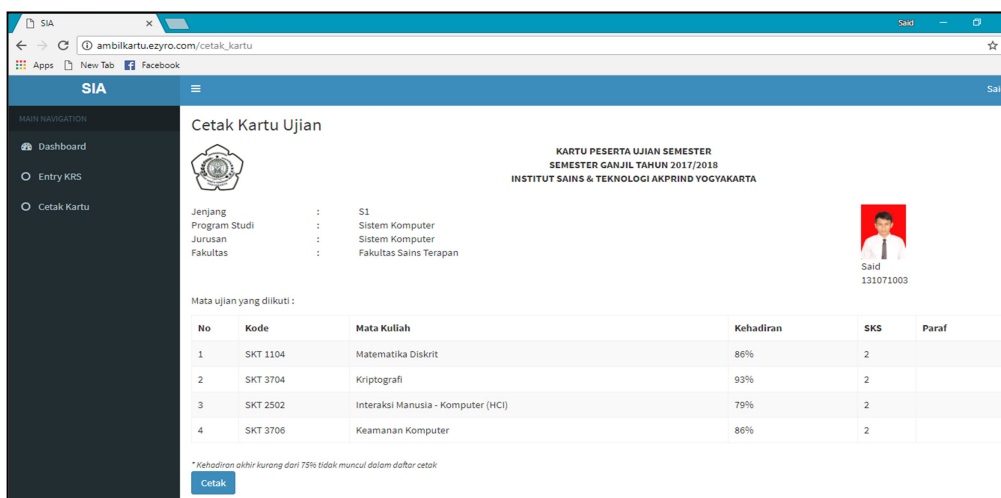 SIA
Said
ambilkartu.ezyro.com/cetak_kartu
Apps New Tab Facebook
SIA
Sai
MAIN NAVIGATION
Dashboard
Entry KRS
Cetak Kartu
Cetak Kartu Ujian
KARTU PESERTA UJIAN SEMESTER
SEMESTER GANJIL TAHUN 2017/2018
INSTITUT SAINS & TEKNOLOGI AKPRIND YOGYAKARTA
Jenjang : S1
Program Studi : Sistem Komputer
Jurusan : Sistem Komputer
Fakultas : Fakultas Sains Terapan
Said
131071003
Mata ujian yang diikuti :
No Kode Mata Kuliah Kehadiran SKS Paraf
1 SKT 1104 Matematika Diskrit 86% 2
2 SKT 3704 Kriptografi 93% 2
3 SKT 2502 Interaksi Manusia - Komputer (HCI) 79% 2
4 SKT 3706 Keamanan Komputer 86% 2
* Kehadiran akhir kurang dari 75% tidak muncul dalam daftar cetak
Cetak